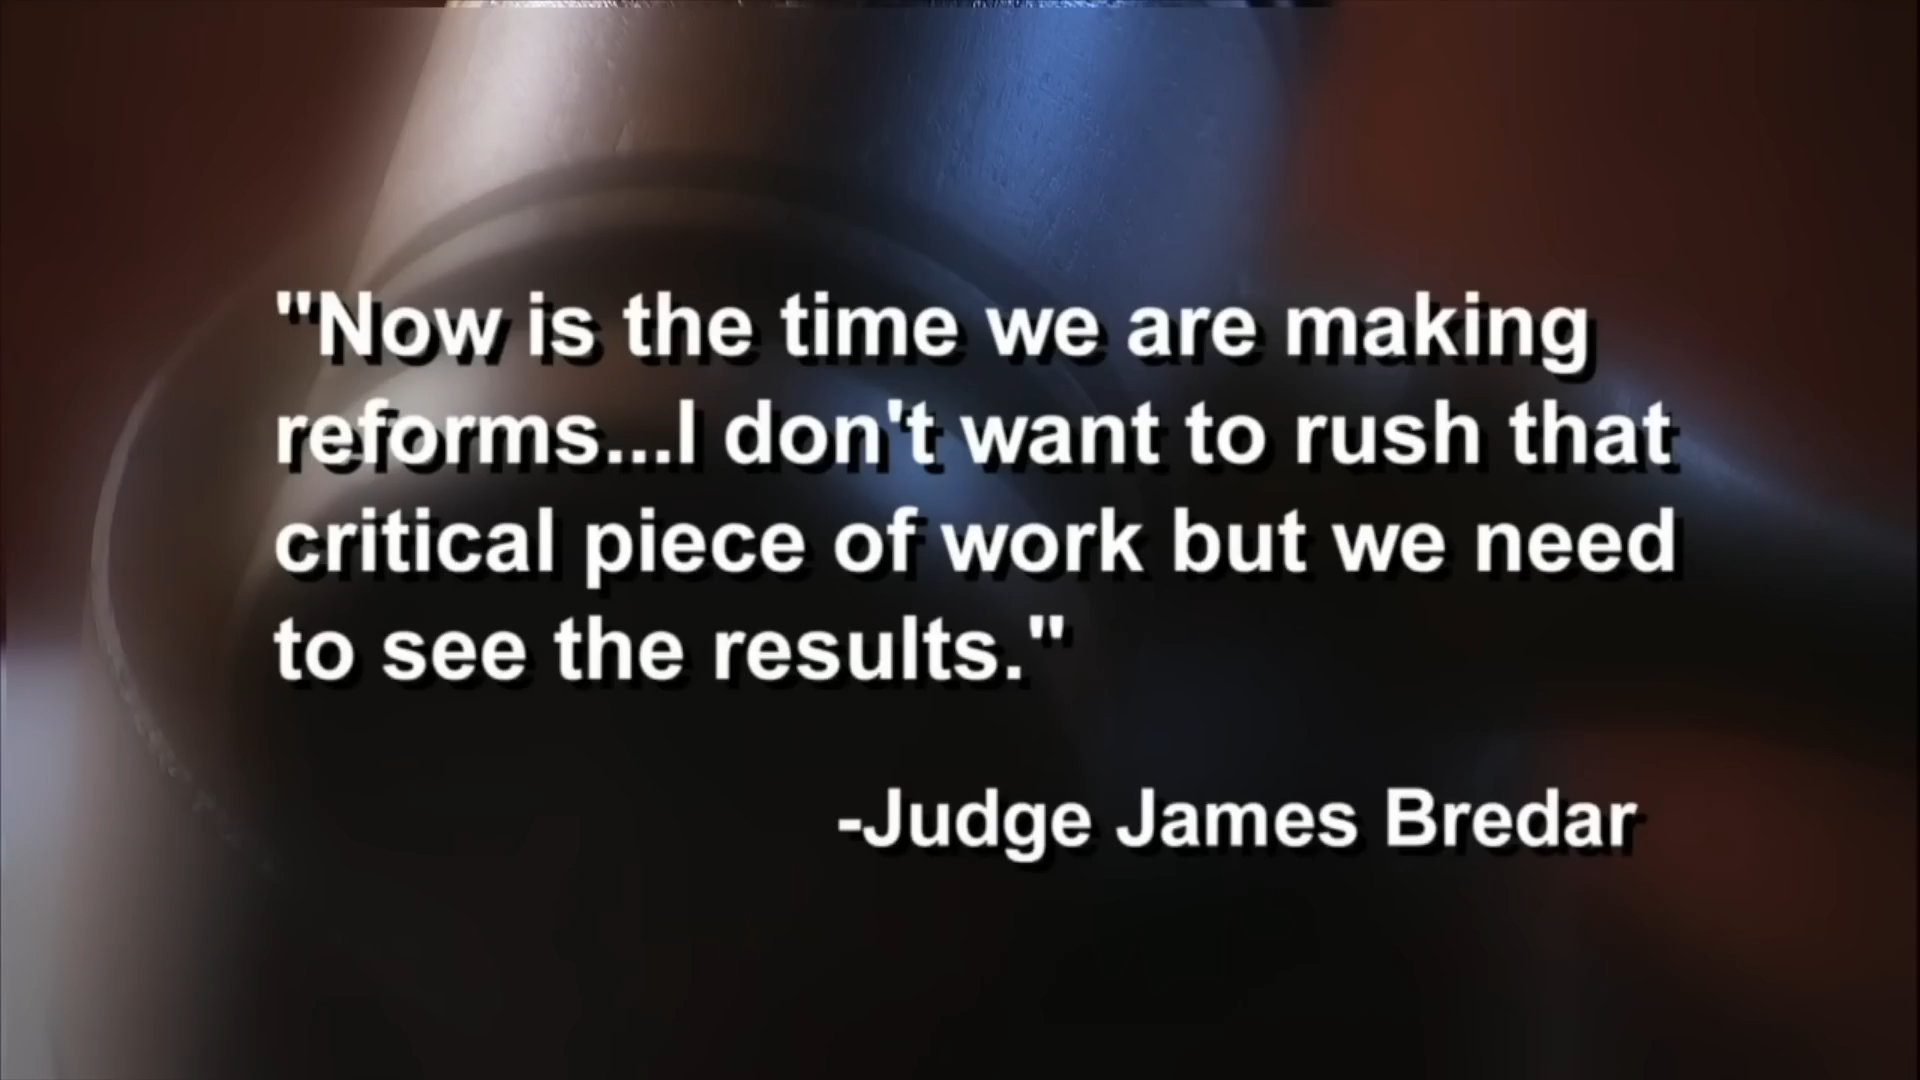 "Now is the time we are making
reforms...I don't want to rush that
critical piece of work but we need
to see the results."
-Judge James Bredar